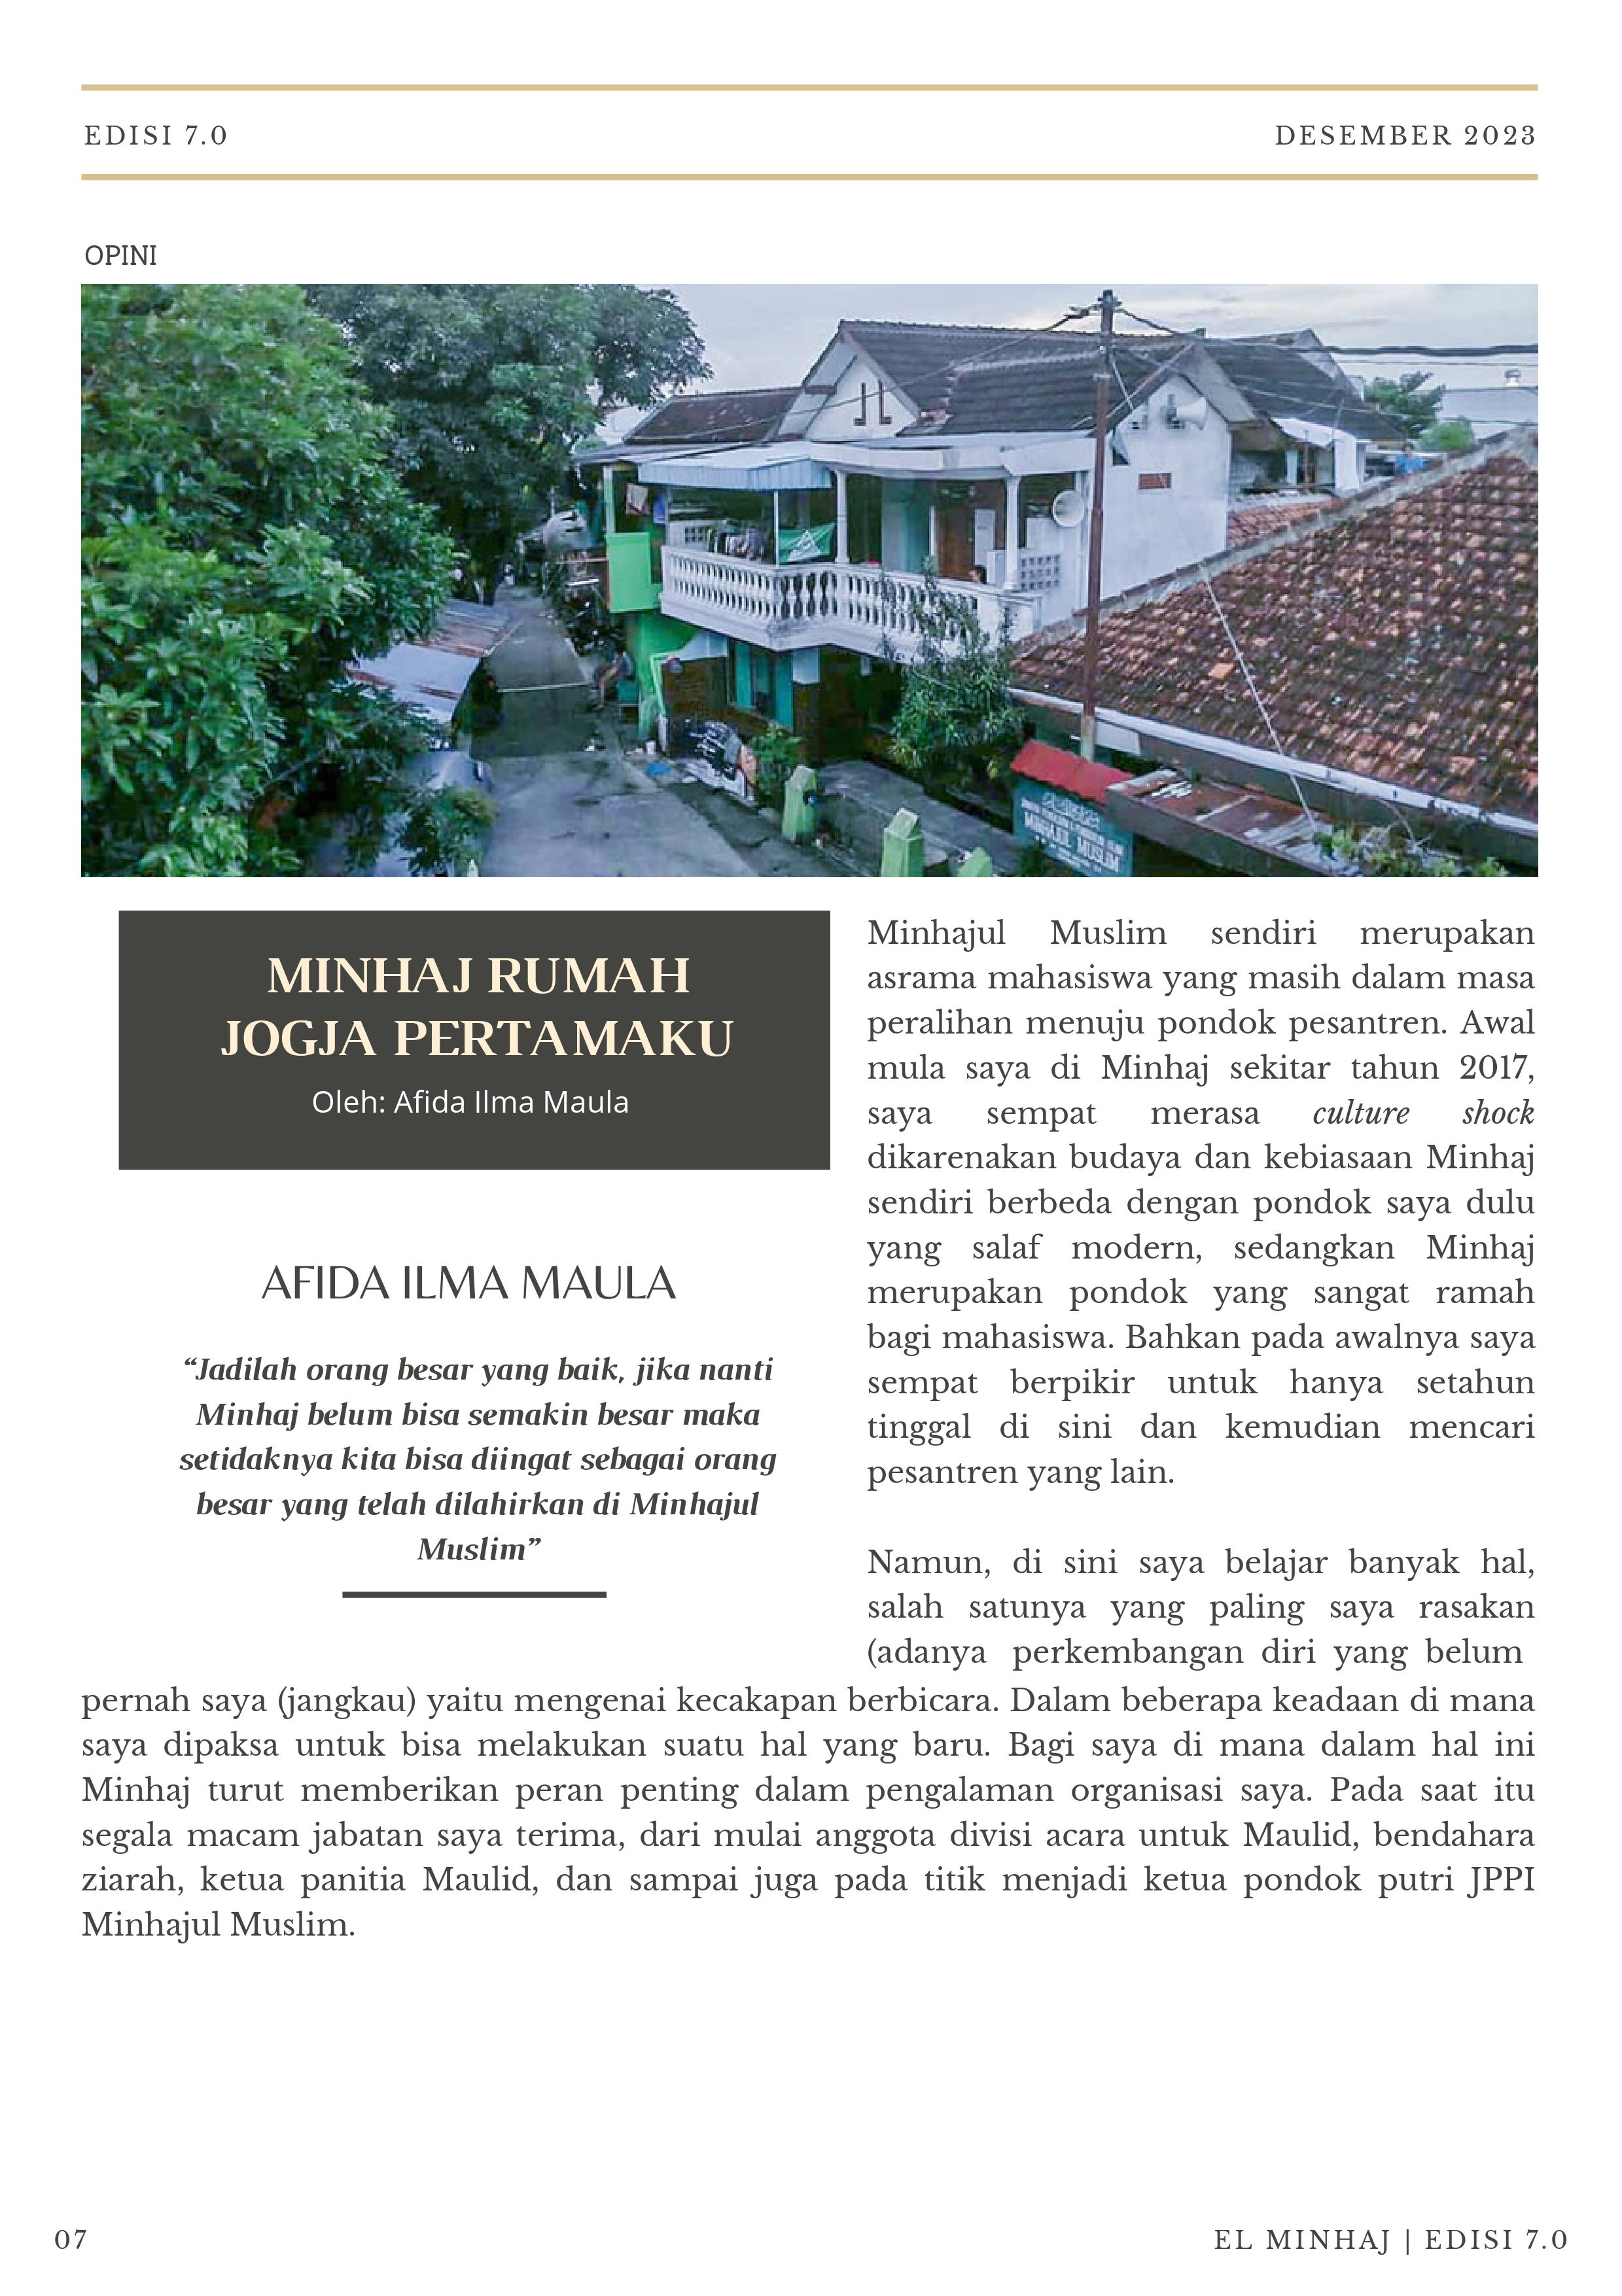 EDISI 7.0
DESEMBER 2023
OPINI
MINHAJUL MUSLIM
MINHAJ RUMAH
JOGJA PERTAMAKU
Oleh: Afida Ilma Maula
AFIDA ILMA MAULA
“Jadilah orang besar yang baik, jika nanti
Minhaj belum bisa semakin besar maka
setidaknya kita bisa diingat sebagai orang
besar yang telah dilahirkan di Minhajul
Muslim”
Minhajul Muslim sendiri merupakan
asrama mahasiswa yang masih dalam masa
peralihan menuju pondok pesantren. Awal
mula saya di Minhaj sekitar tahun 2017,
saya sempat merasa culture shock
dikarenakan budaya dan kebiasaan Minhaj
sendiri berbeda dengan pondok saya dulu
yang salaf modern, sedangkan Minhaj
merupakan pondok yang sangat ramah
bagi mahasiswa. Bahkan pada awalnya saya
sempat berpikir untuk hanya setahun
tinggal di sini dan kemudian mencari
pesantren yang lain.
Namun, di sini saya belajar banyak hal,
salah satunya yang paling saya rasakan
(adanya perkembangan diri yang belum
pernah saya (jangkau) yaitu mengenai kecakapan berbicara. Dalam beberapa keadaan di mana
saya dipaksa untuk bisa melakukan suatu hal yang baru. Bagi saya di mana dalam hal ini
Minhaj turut memberikan peran penting dalam pengalaman organisasi saya. Pada saat itu
segala macam jabatan saya terima, dari mulai anggota divisi acara untuk Maulid, bendahara
ziarah, ketua panitia Maulid, dan sampai juga pada titik menjadi ketua pondok putri JPPI
Minhajul Muslim.
07
EL MINHAJ | EDISI 7.0